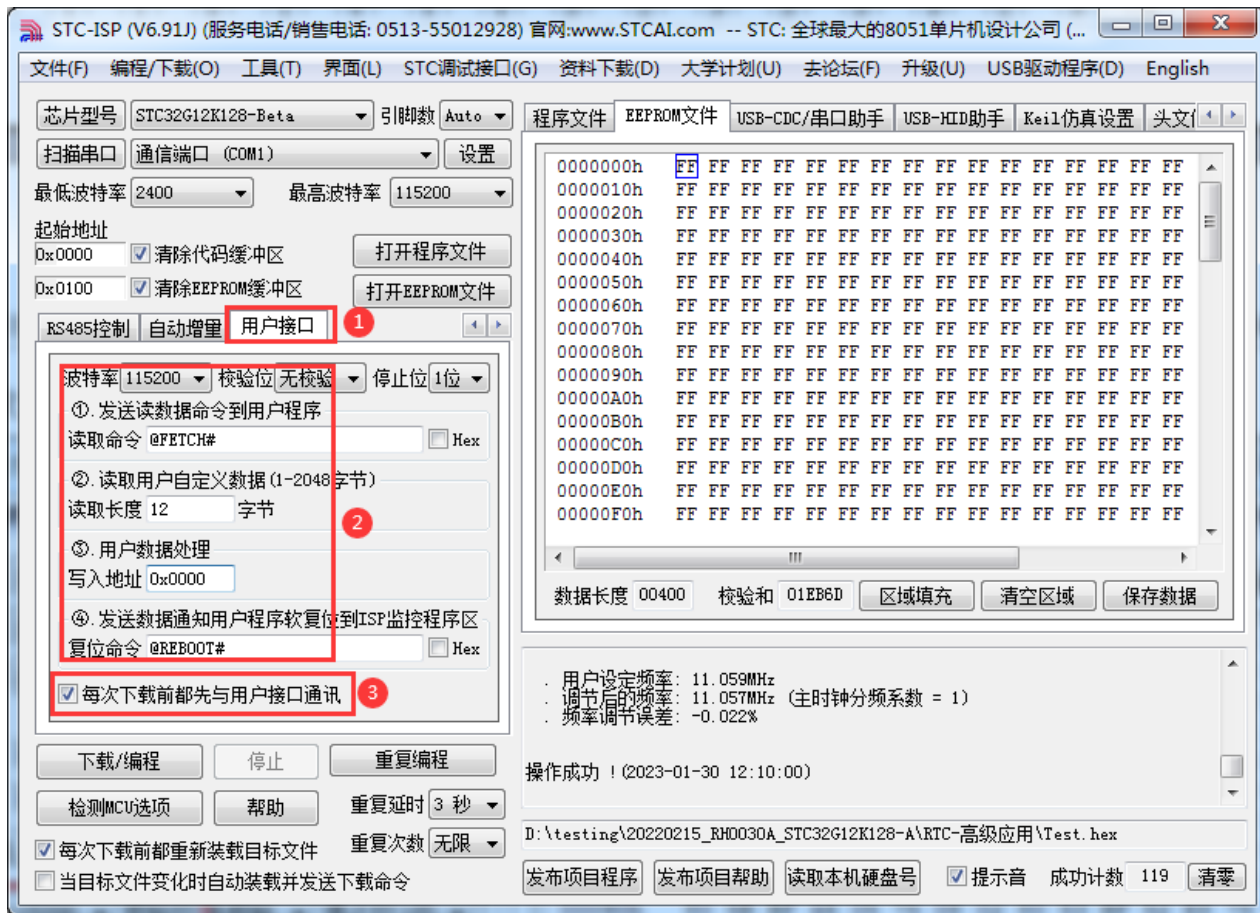 STC-ISP (V6.91J) (服务电话/销售电话: 0513-55012928) 官网:www.STCAI.com -- STC: 全球最大的8051单片机设计公司 (...
文件(F) 编程/下载(O) 工具(T) 界面(L) STC调试接口(G) 资料下载(D) 大学计划(U) 去论坛(F) 升级(U) USB驱动程序(D) English
芯片型号 STC32G12K128-Beta 引脚数 Auto
扫描串口 通信端口 (COM1) 设置
最低波特率 2400 最高波特率 115200
起始地址
0x0000 清除代码缓冲区 打开程序文件
0x0100 清除EEPROM缓冲区 打开EEPROM文件
RS485控制 自动增量 用户接口 1
波特率 115200 校验位 无校验 停止位 1位
①. 发送读数据命令到用户程序
读取命令 @FETCH# Hex
②. 读取用户自定义数据(1-2048字节)
读取长度 12 字节
2
③. 用户数据处理
写入地址 0x0000
④. 发送数据通知用户程序软复位到ISP监控程序区
复位命令 @REBOOT# Hex
每次下载前都先与用户接口通讯 3
下载/编程 停止 重复编程
检测MCU选项 帮助 重复延时 3 秒
每次下载前都重新装载目标文件 重复次数 无限
当目标文件变化时自动装载并发送下载命令
程序文件 EEPROM文件 USB-CDC/串口助手 USB-HID助手 Keil仿真设置 头文
0000000h FF FF FF FF FF FF FF FF FF FF FF FF FF FF FF FF
0000010h FF FF FF FF FF FF FF FF FF FF FF FF FF FF FF FF
0000020h FF FF FF FF FF FF FF FF FF FF FF FF FF FF FF FF
0000030h FF FF FF FF FF FF FF FF FF FF FF FF FF FF FF FF
0000040h FF FF FF FF FF FF FF FF FF FF FF FF FF FF FF FF
0000050h FF FF FF FF FF FF FF FF FF FF FF FF FF FF FF FF
0000060h FF FF FF FF FF FF FF FF FF FF FF FF FF FF FF FF
0000070h FF FF FF FF FF FF FF FF FF FF FF FF FF FF FF FF
0000080h FF FF FF FF FF FF FF FF FF FF FF FF FF FF FF FF
0000090h FF FF FF FF FF FF FF FF FF FF FF FF FF FF FF FF
00000A0h FF FF FF FF FF FF FF FF FF FF FF FF FF FF FF FF
00000B0h FF FF FF FF FF FF FF FF FF FF FF FF FF FF FF FF
00000C0h FF FF FF FF FF FF FF FF FF FF FF FF FF FF FF FF
00000D0h FF FF FF FF FF FF FF FF FF FF FF FF FF FF FF FF
00000E0h FF FF FF FF FF FF FF FF FF FF FF FF FF FF FF FF
00000F0h FF FF FF FF FF FF FF FF FF FF FF FF FF FF FF FF
数据长度 00400 校验和 01EB6D 区域填充 清空区域 保存数据
. 用户设定频率: 11.059MHz
. 调节后的频率: 11.057MHz (主时钟分频系数 = 1)
. 频率调节误差: -0.022%
操作成功 !(2023-01-30 12:10:00)
D:\testing\20220215_RH0030A_STC32G12K128-A\RTC-高级应用\Test.hex
发布项目程序 发布项目帮助 读取本机硬盘号 提示音 成功计数 119 清零